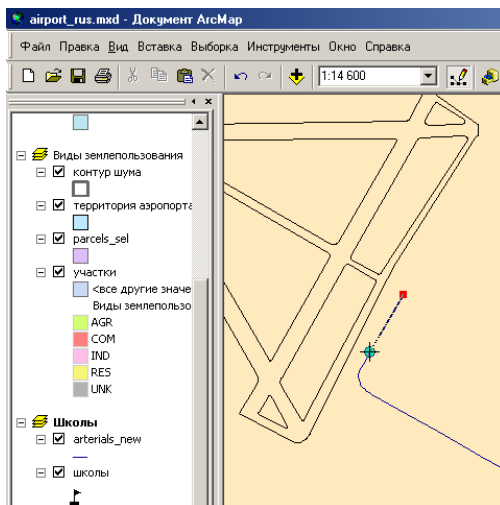 airport_rus.mxd - Документ ArcMap
Файл Правка Вид Вставка Выборка Инструменты Окно Справка
1:14 600
Виды землепользования
контур шума
территория аэропорта
parcels_sel
участки
<все другие значе
Виды землепользо
AGR
COM
IND
RES
UNK
Школы
arterials_new
школы